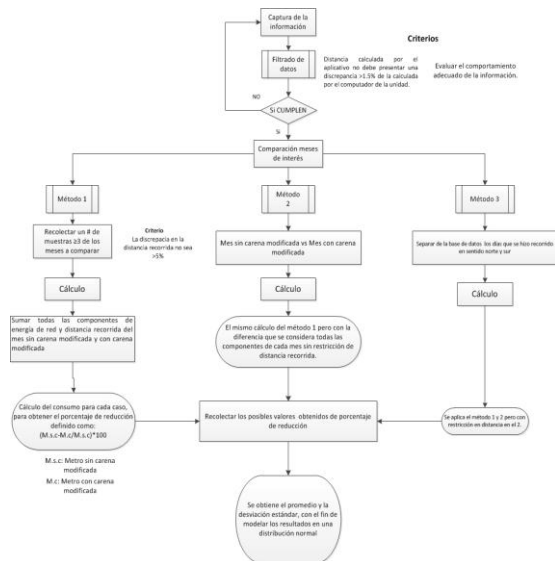 Captura de la
información
Criterios
Filtrado de
datos
Distancia calculada por el
aplicativo no debe presentar una
discrepancia >1.5% de la calculada
por el computador de la unidad.
Evaluar el comportamiento
adecuado de la información.
NO
Si CUMPLEN
Si
Comparación meses
de interés
Método 1
Método
2
Método 3
Recolectar un # de
muestras ≥3 de los
meses a comparar
Criterio
La discrepacia en la
distancia recorrida no sea
>5%
Mes sin carena modificada vs Mes con carena
modificada
Separar de la base de datos los días que se hizo recorrido
en sentido norte y sur
Cálculo
Cálculo
Cálculo
Sumar todas las componentes de
energía de red y distancia recorrida del
mes sin carena modificada y con carena
modificada
El mismo cálculo del método 1 pero con la
diferencia que se considera todas las
componentes de cada mes sin restricción de
distancia recorrida.
Cálculo del consumo para cada caso,
para obtener el porcentaje de reducción
definido como:
(M.s.c-M.c/M.s.c)*100
Recolectar los posibles valores obtenidos de porcentaje
de reducción
Se aplica el método 1 y 2 pero con
restricción en distancia en el 2.
M.s.c: Metro sin carena
modificada
M.c: Metro con carena
modificada
Se obtiene el promedio y la
desviación estándar, con el fin de
modelar los resultados en una
distribución normal